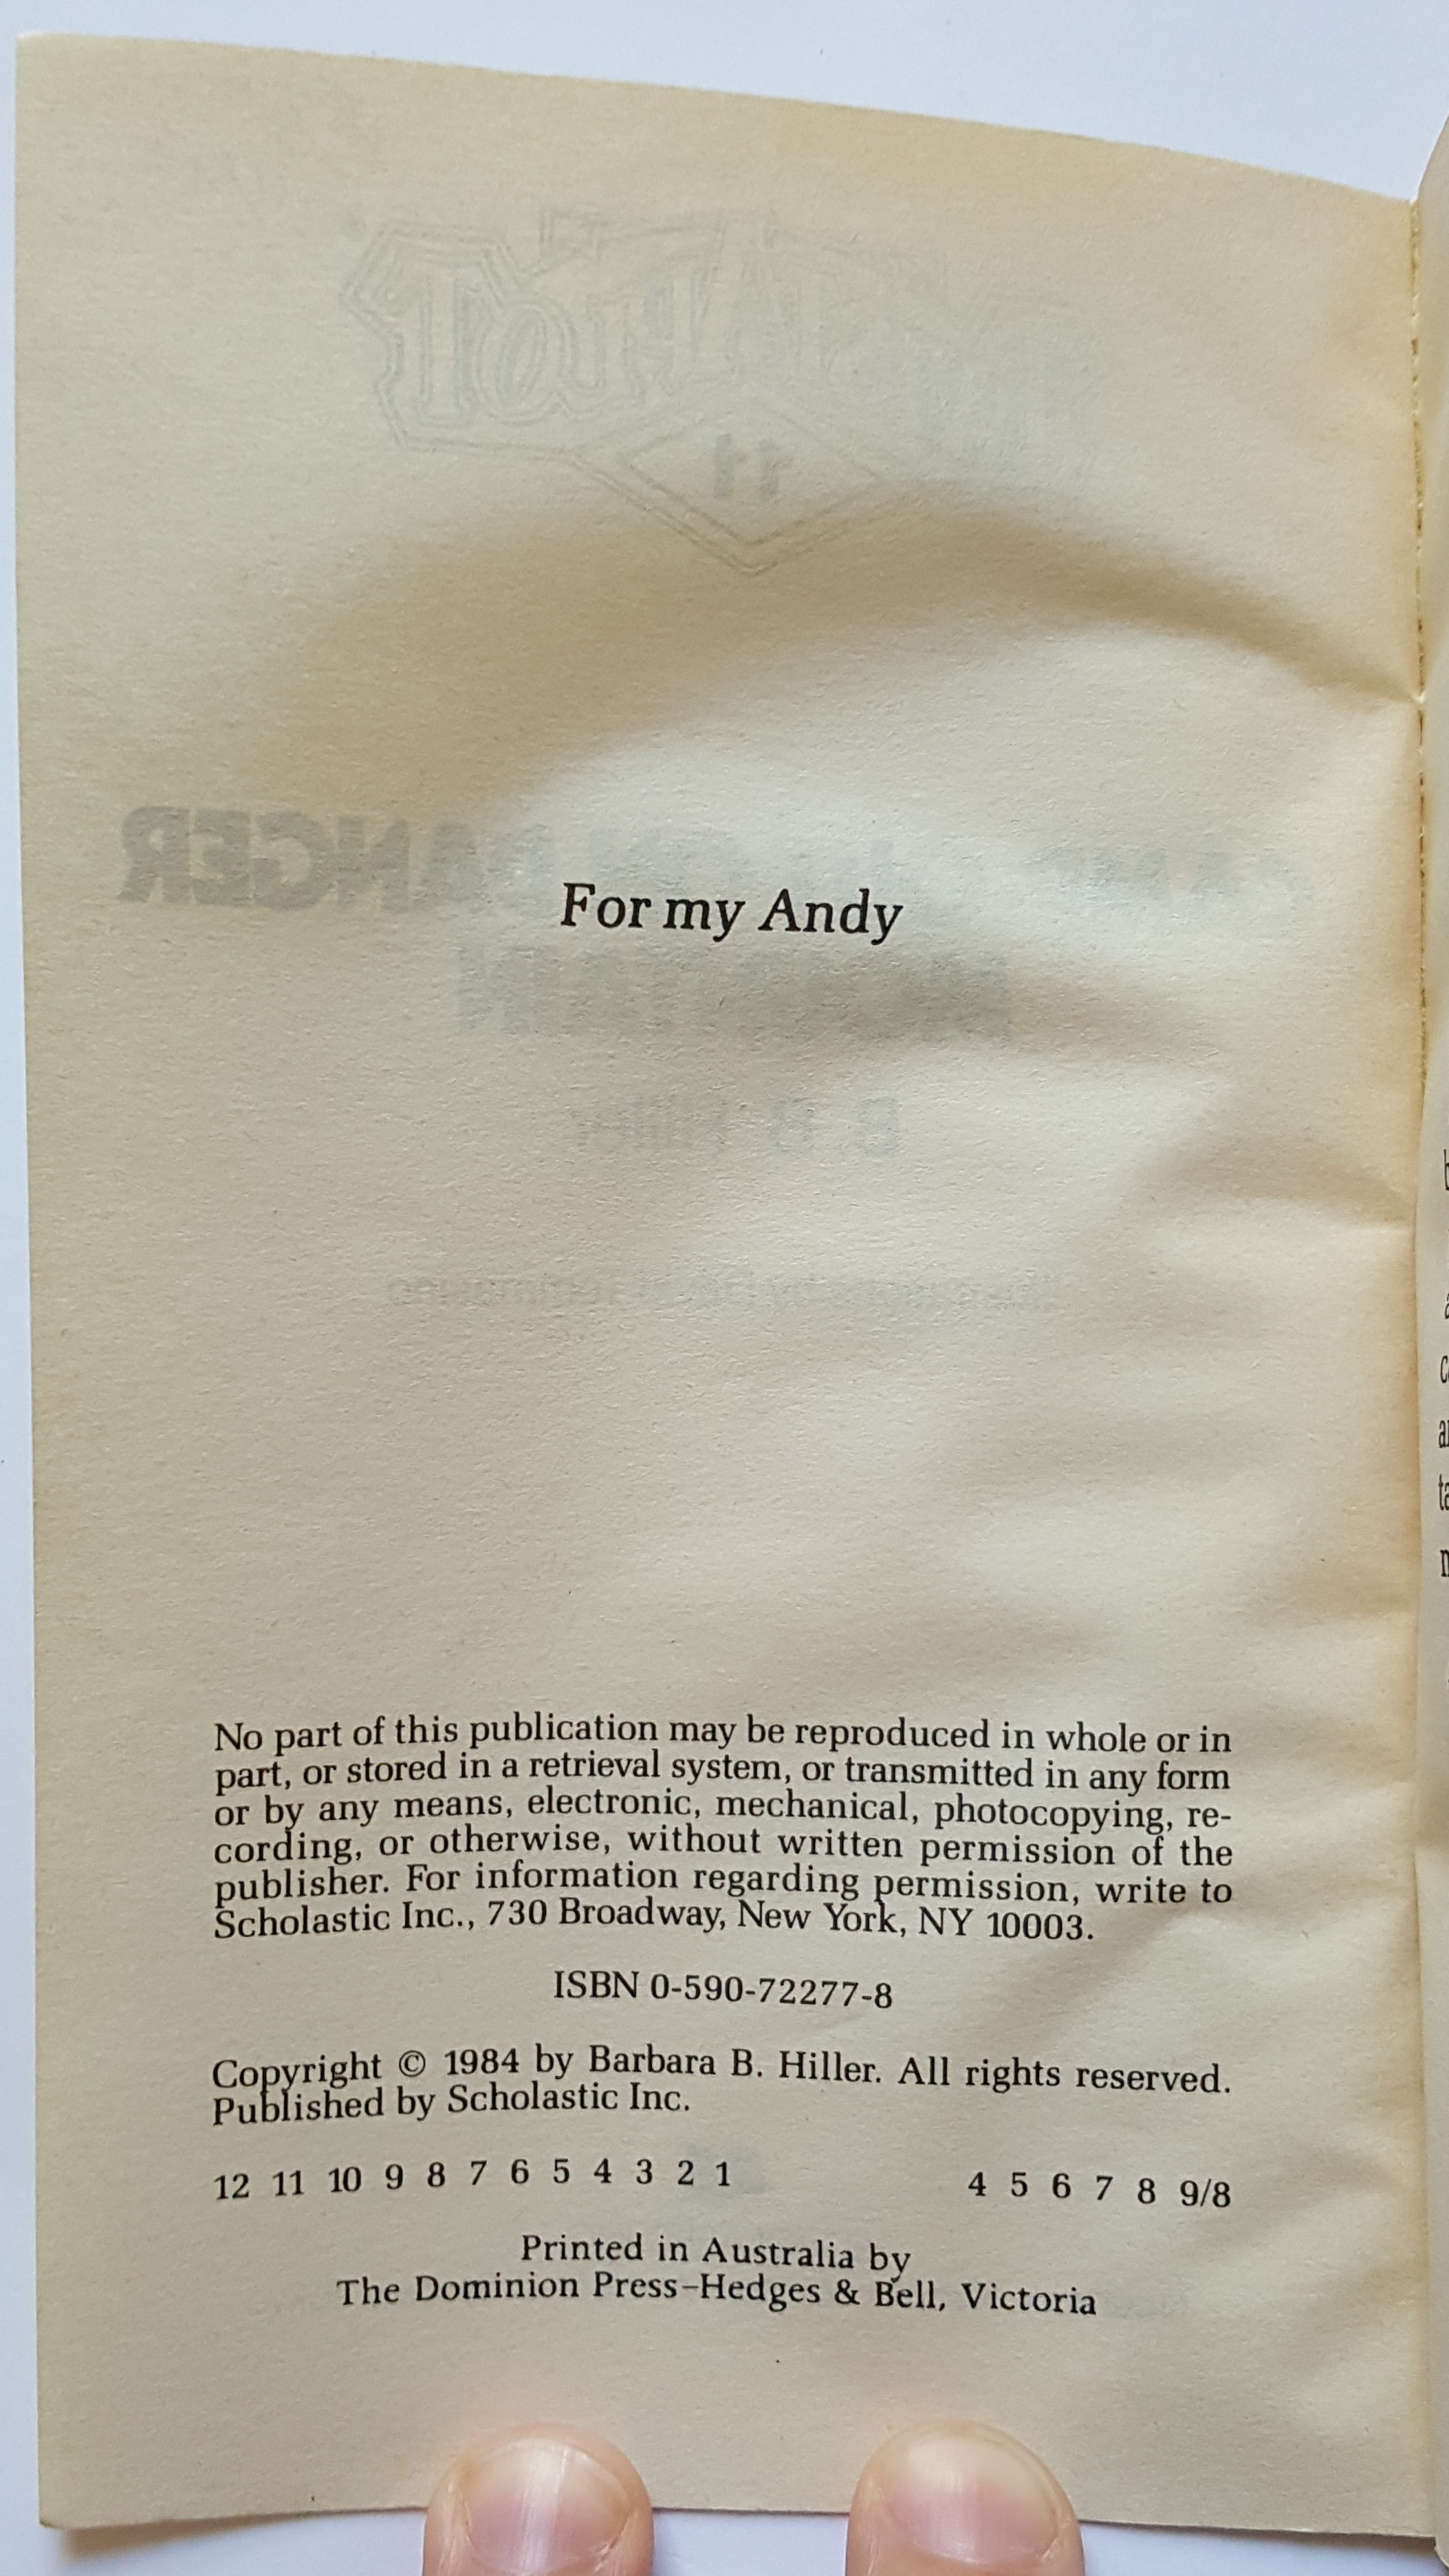 For my Andy
No part of this publication may be reproduced in whole or in
part, or stored in a retrieval system, or transmitted in any form
or by any means, electronic, mechanical, photocopying, re-
cording, or otherwise, without written permission of the
publisher. For information regarding permission, write to
Scholastic Inc., 730 Broadway, New York, NY 10003.
ISBN 0-590-72277-8
Copyright © 1984 by Barbara B. Hiller. All rights reserved.
Published by Scholastic Inc.
12 11 10 9 8 7 6 5 4 3 2 1 4 5 6 7 8 9/8
Printed in Australia by
The Dominion Press–Hedges & Bell, Victoria